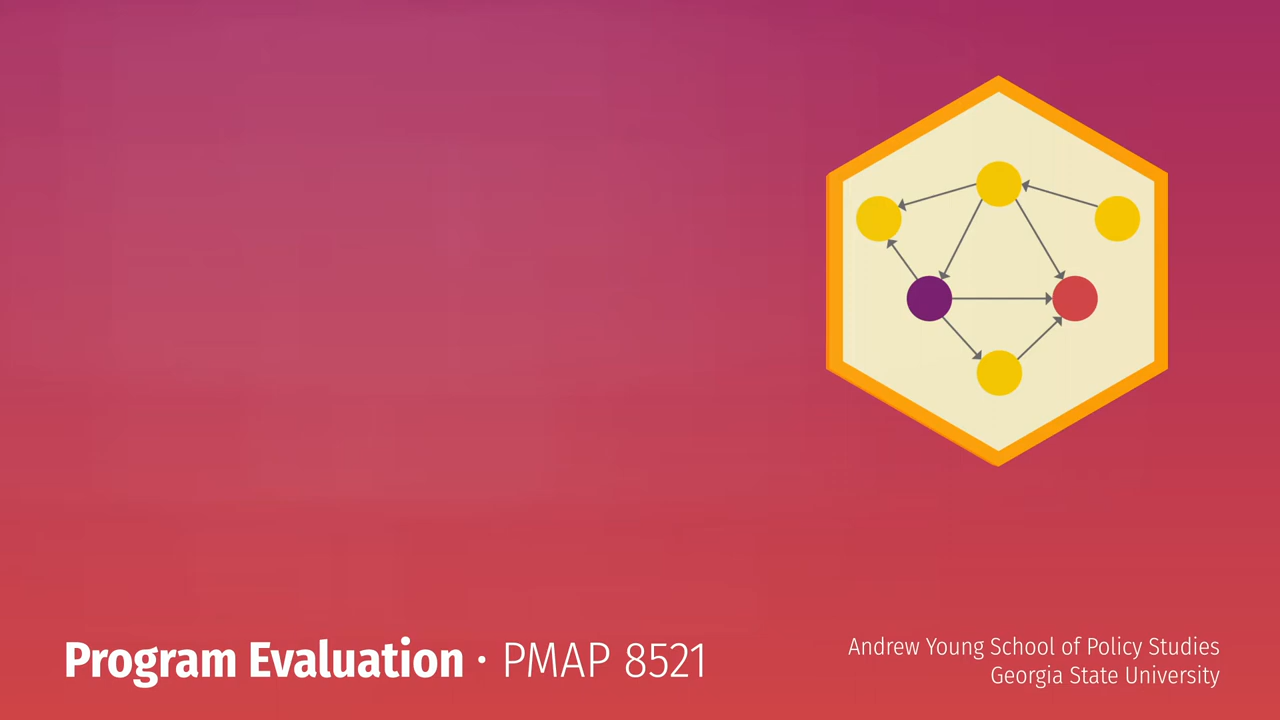 Program Evaluation · PMAP 8521
Andrew Young School of Policy Studies
Georgia State University